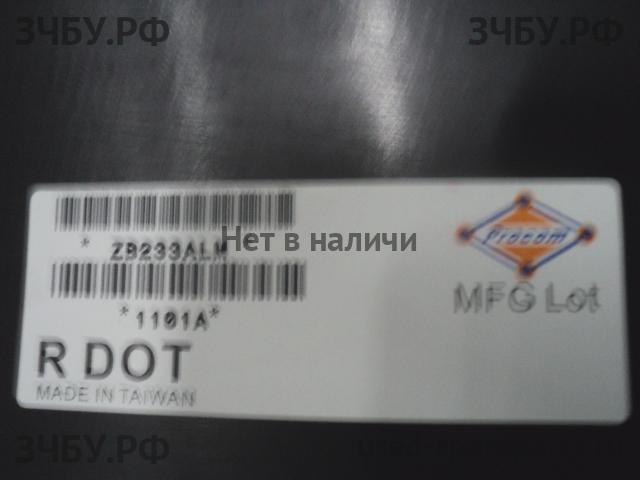 ЗЧБУ.РФ ЗЧБУ.РФ
* ZB233ALM
Нет в наличи
Procom
*1101A*
MFG Lot
R DOT
MADE IN TAIWAN
ЗЧБУ.РФ